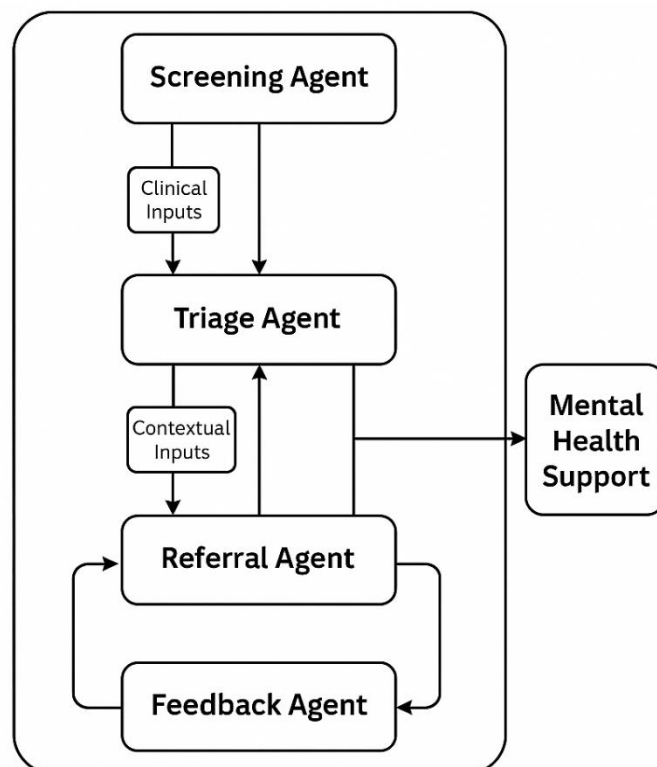 Screening Agent
Clinical
Inputs
Triage Agent
Contextual
Inputs
Mental
Health
Support
Referral Agent
Feedback Agent